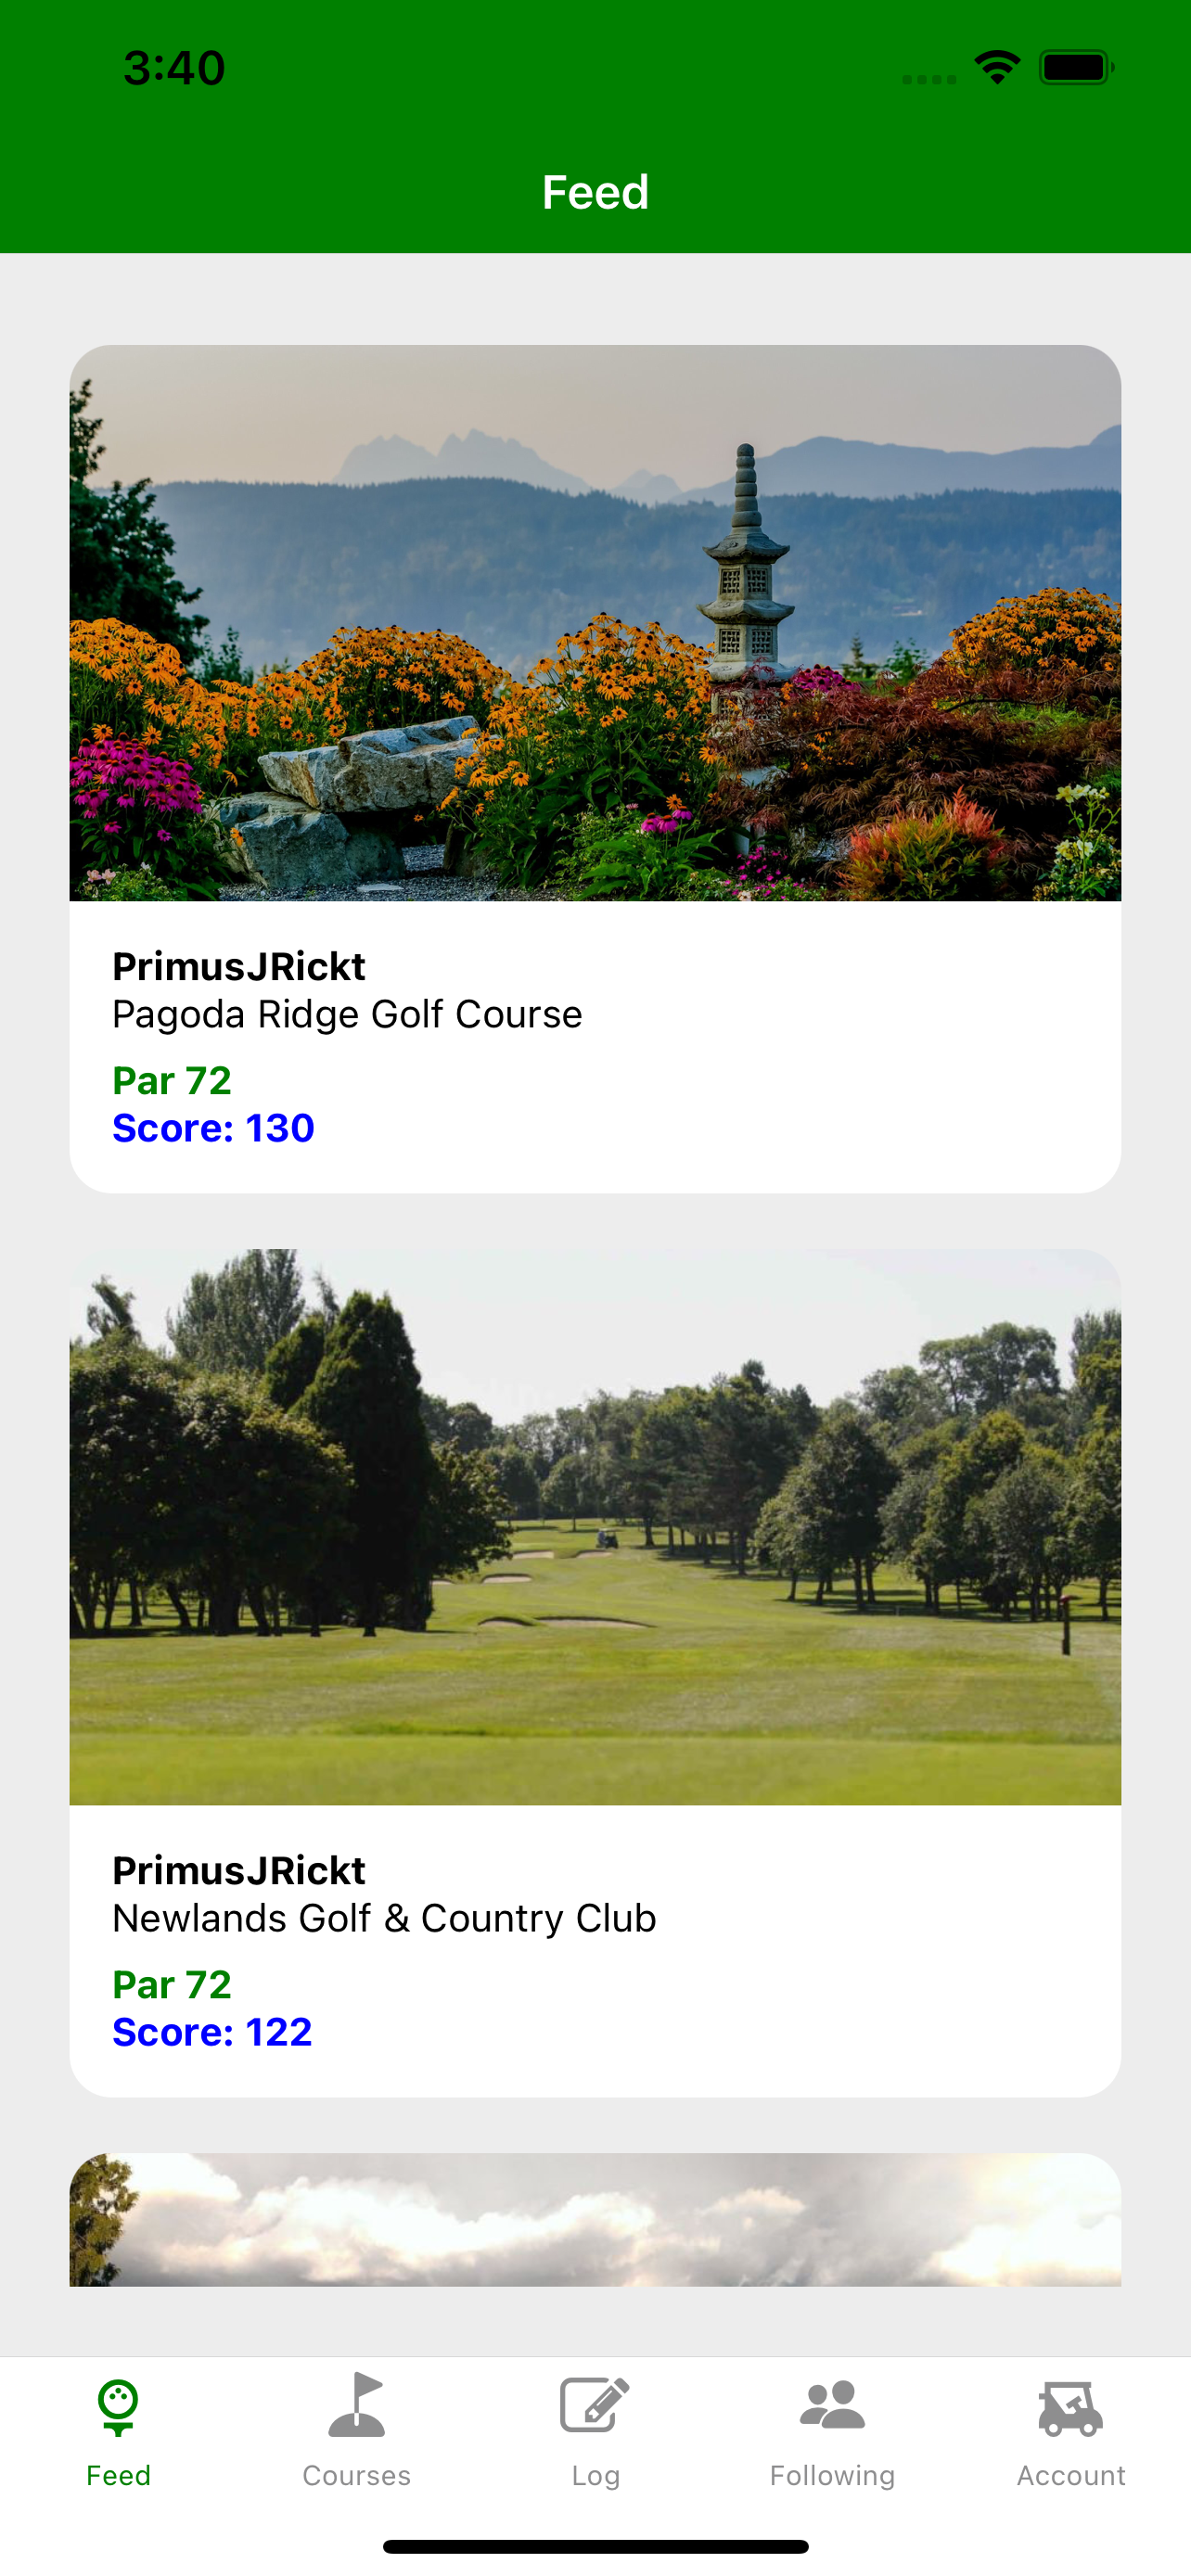 3:40
Feed
PrimusJRickt
Pagoda Ridge Golf Course
Par 72
Score: 130
PrimusJRickt
Newlands Golf & Country Club
Par 72
Score: 122
Feed
Courses
Log
Following
Account